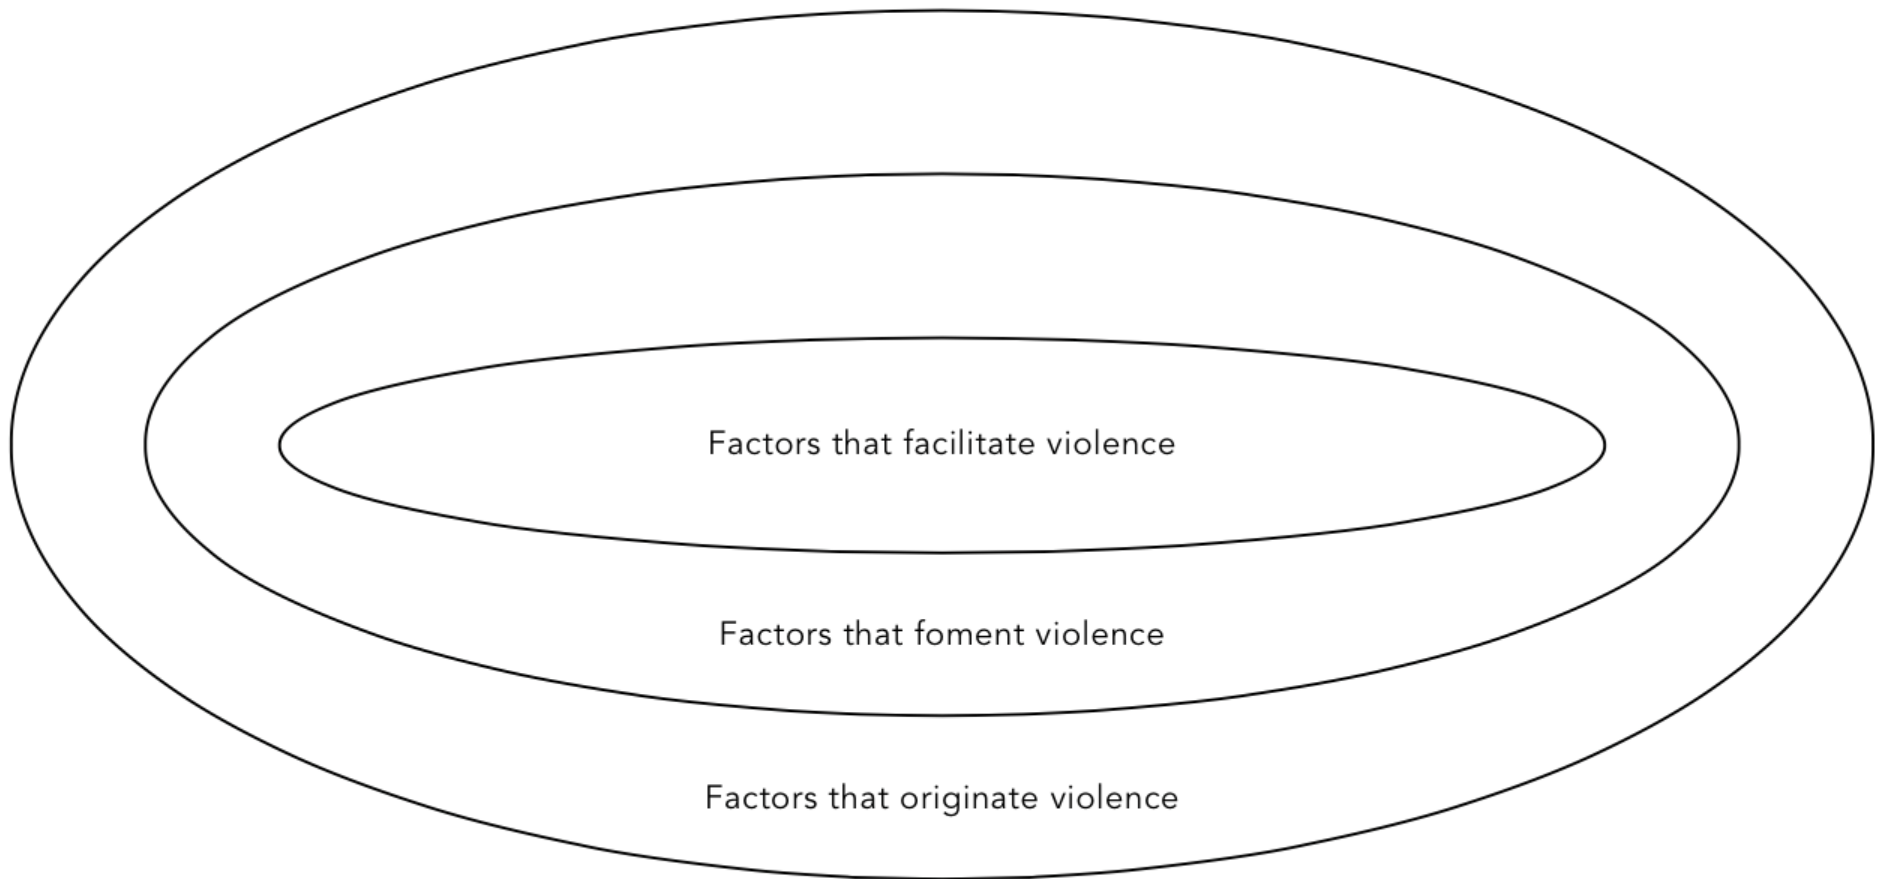 Factors that facilitate violence
Factors that foment violence
Factors that originate violence